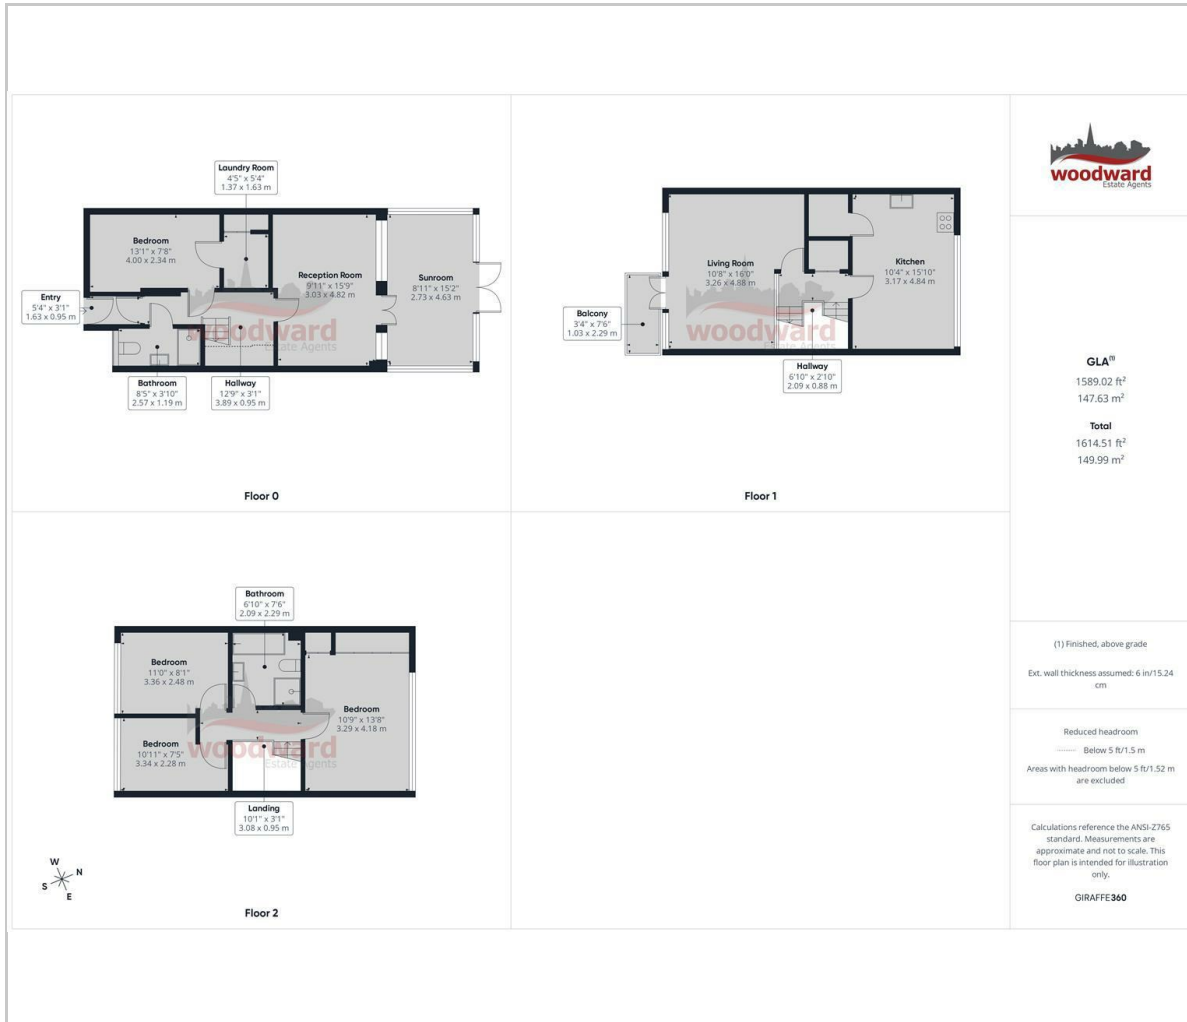 Laundry Room
4'5" x 5'4"
1.37 x 1.63 m
Bedroom
13'1" x 7'8"
4.00 x 2.34 m
Entry
5'4" x 3'1"
1.63 x 0.95 m
Reception Room
9'11" x 15'9"
3.03 x 4.82 m
Sunroom
8'11" x 15'2"
2.73 x 4.63 m
woodward
Estate Agents
Bathroom
8'5" x 3'10"
2.57 x 1.19 m
Hallway
12'9" x 3'1"
3.89 x 0.95 m
Floor 0
Living Room
10'8" x 16'0"
3.26 x 4.88 m
Kitchen
10'4" x 15'10"
3.17 x 4.84 m
Balcony
3'4" x 7'6"
1.03 x 2.29 m
woodward
Estate Agents
Hallway
6'10" x 2'10"
2.09 x 0.88 m
Floor 1
Bathroom
6'10" x 7'6"
2.09 x 2.29 m
Bedroom
11'0" x 8'1"
3.36 x 2.48 m
Bedroom
10'9" x 13'8"
3.29 x 4.18 m
Bedroom
10'11" x 7'5"
3.34 x 2.28 m
woodward
Estate Agents
Landing
10'1" x 3'1"
3.08 x 0.95 m
W
N
S
E
Floor 2
woodward
Estate Agents
GLA(1)
1589.02 ft²
147.63 m²
Total
1614.51 ft²
149.99 m²
(1) Finished, above grade
Ext. wall thickness assumed: 6 in/15.24
cm
Reduced headroom
Below 5 ft/1.5 m
Areas with headroom below 5 ft/1.52 m
are excluded
Calculations reference the ANSI-Z765
standard. Measurements are
approximate and not to scale. This
floor plan is intended for illustration
only.
GIRAFFE360